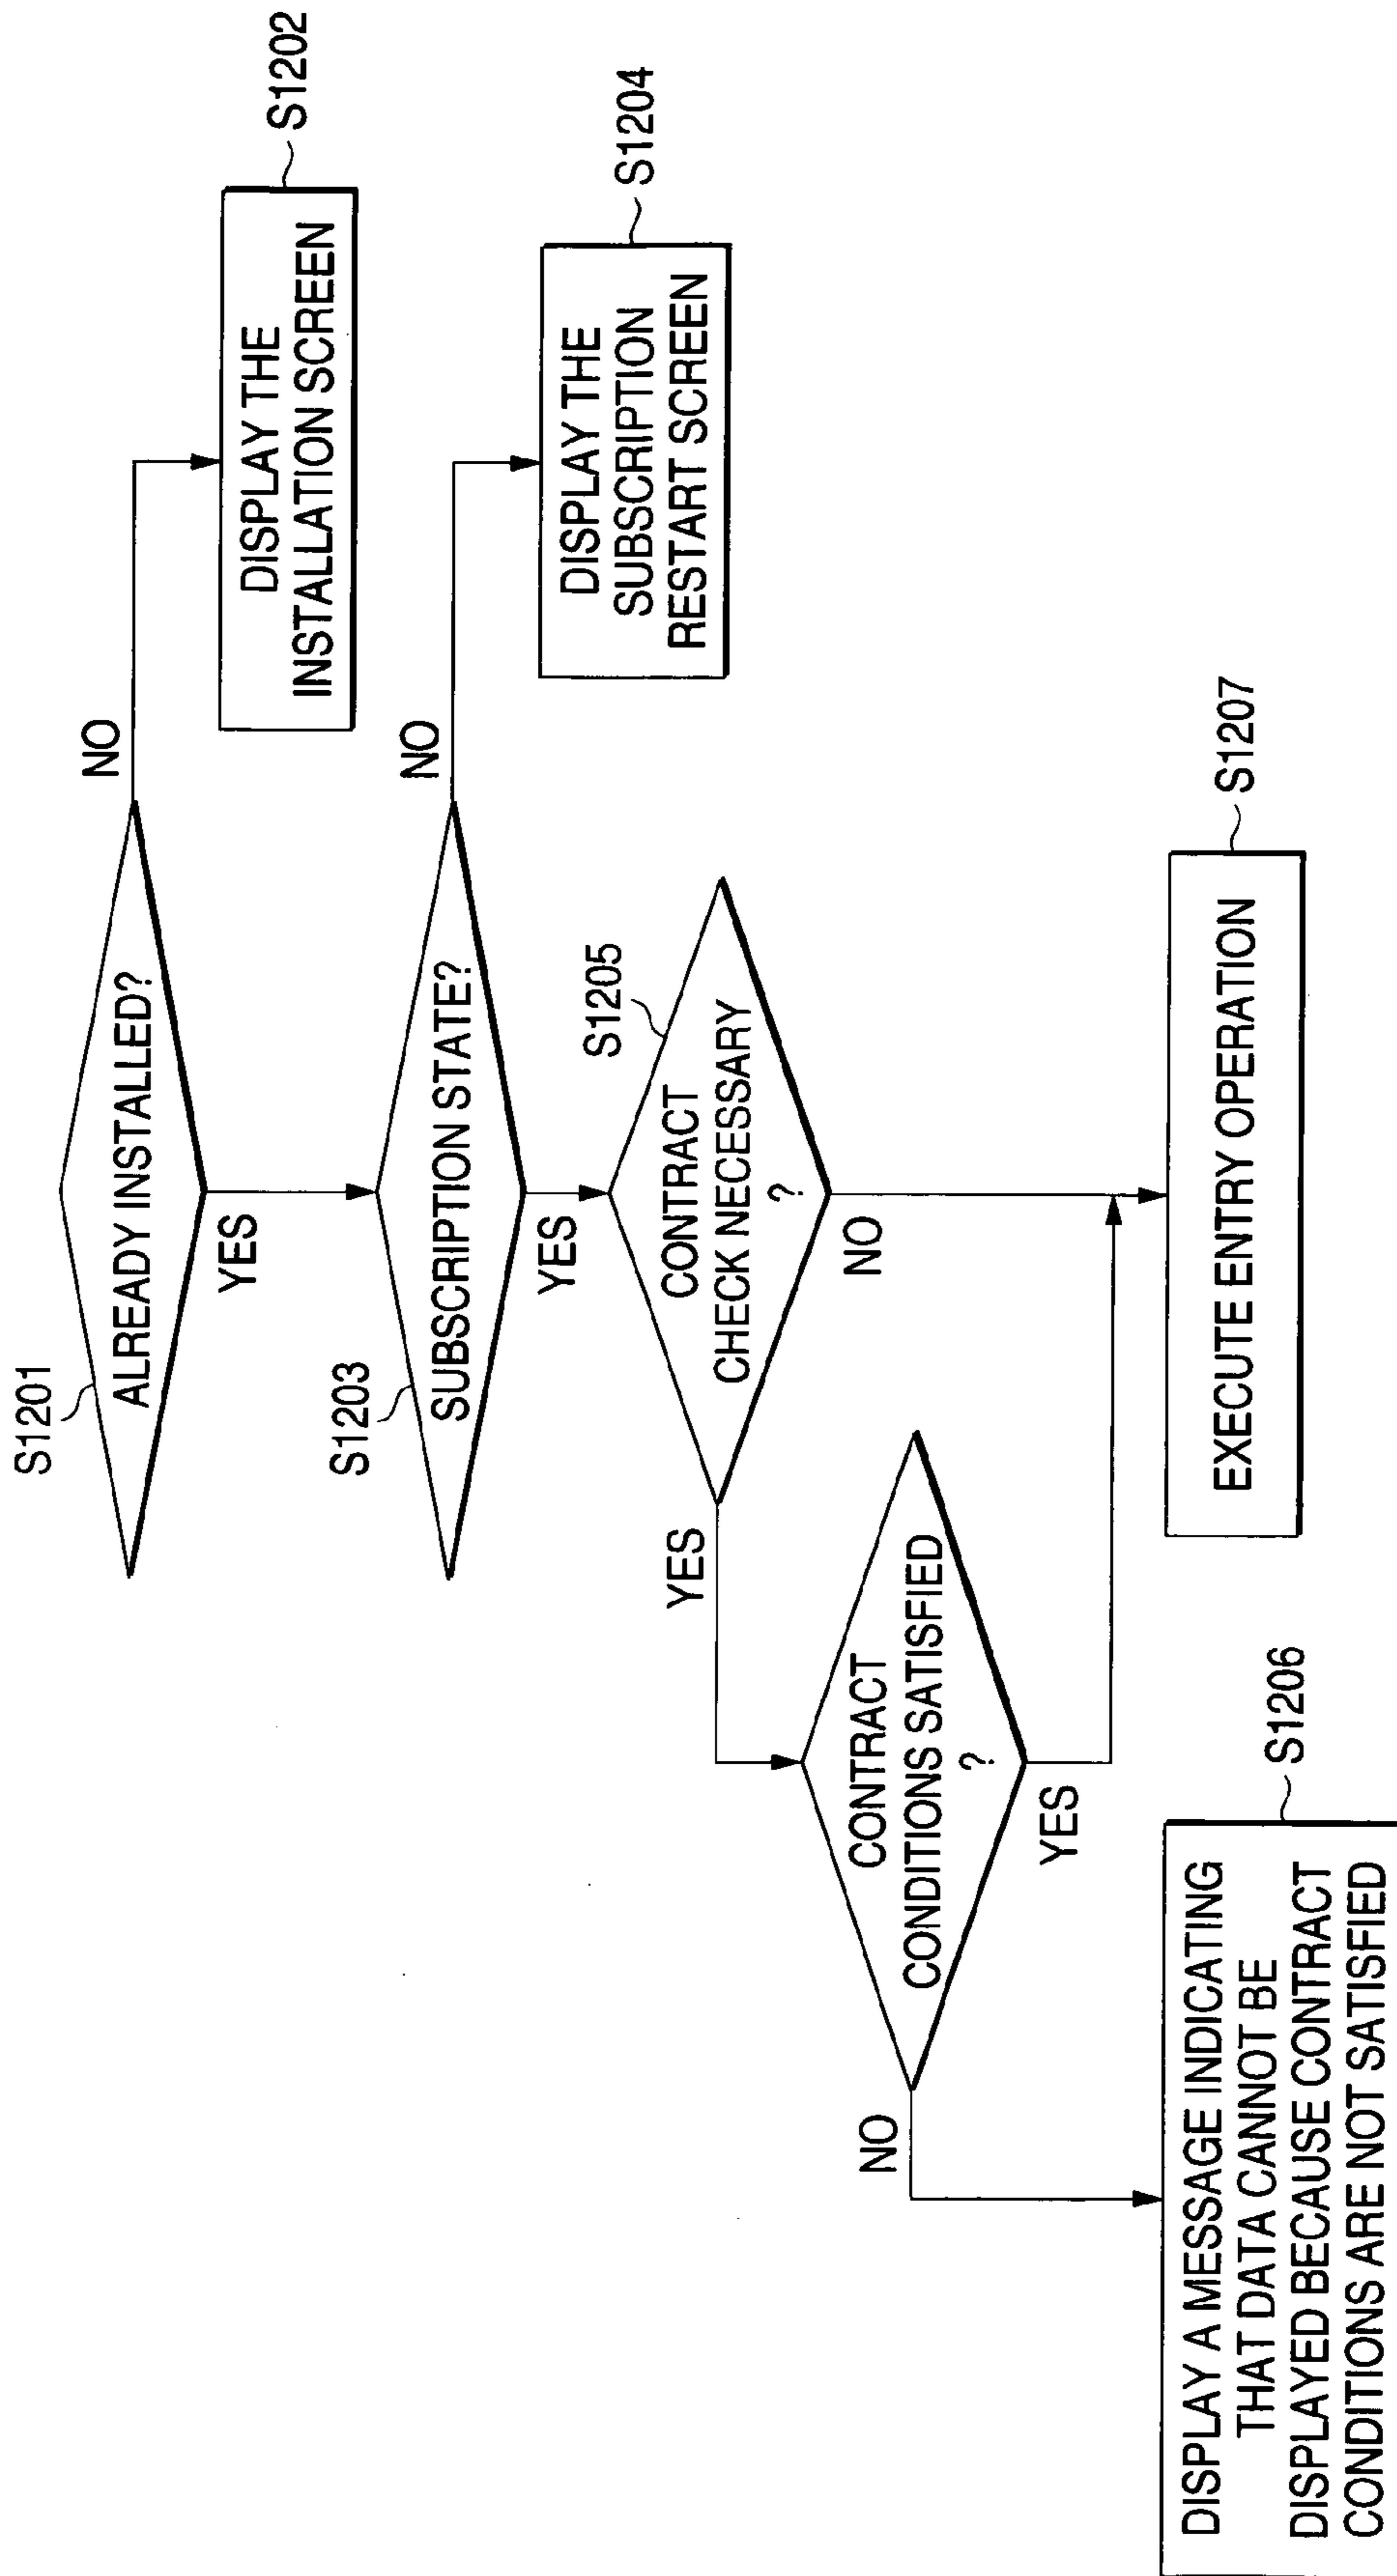 S1201
ALREADY INSTALLED?
NO
YES
DISPLAY THE
INSTALLATION SCREEN
S1202
S1203
SUBSCRIPTION STATE?
NO
YES
DISPLAY THE
SUBSCRIPTION
RESTART SCREEN
S1204
S1205
CONTRACT
CHECK NECESSARY
?
YES
NO
CONTRACT
CONDITIONS SATISFIED
?
NO
YES
DISPLAY A MESSAGE INDICATING
THAT DATA CANNOT BE
DISPLAYED BECAUSE CONTRACT
CONDITIONS ARE NOT SATISFIED
S1206
EXECUTE ENTRY OPERATION
S1207